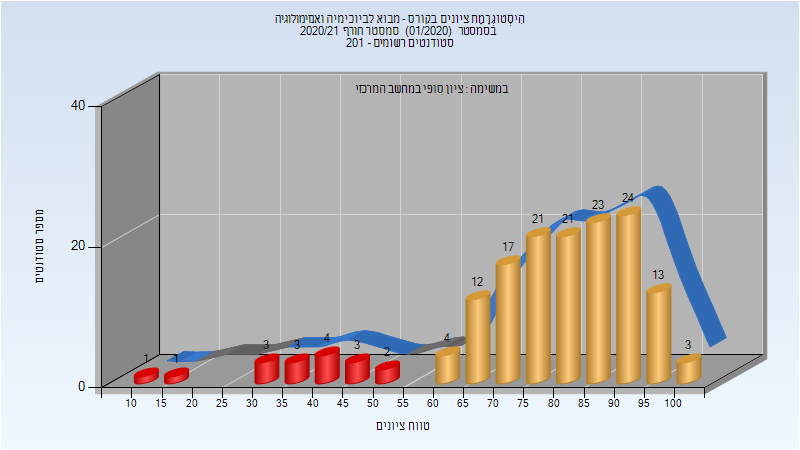 היסטוגרמת ציונים בקורס - מבוא לביוכימיה ואנזימולוגיה
בסמסטר (01/2020) סמסטר חורף 2020/21
סטודנטים רשומים - 201
במשימה : ציון סופי במחשב המרכזי
מספר סטודנטים
40
20
0
1
1
3
3
4
3
2
4
12
17
21
21
23
24
13
3
10 15 20 25 30 35 40 45 50 55 60 65 70 75 80 85 90 95 100
טווח ציונים